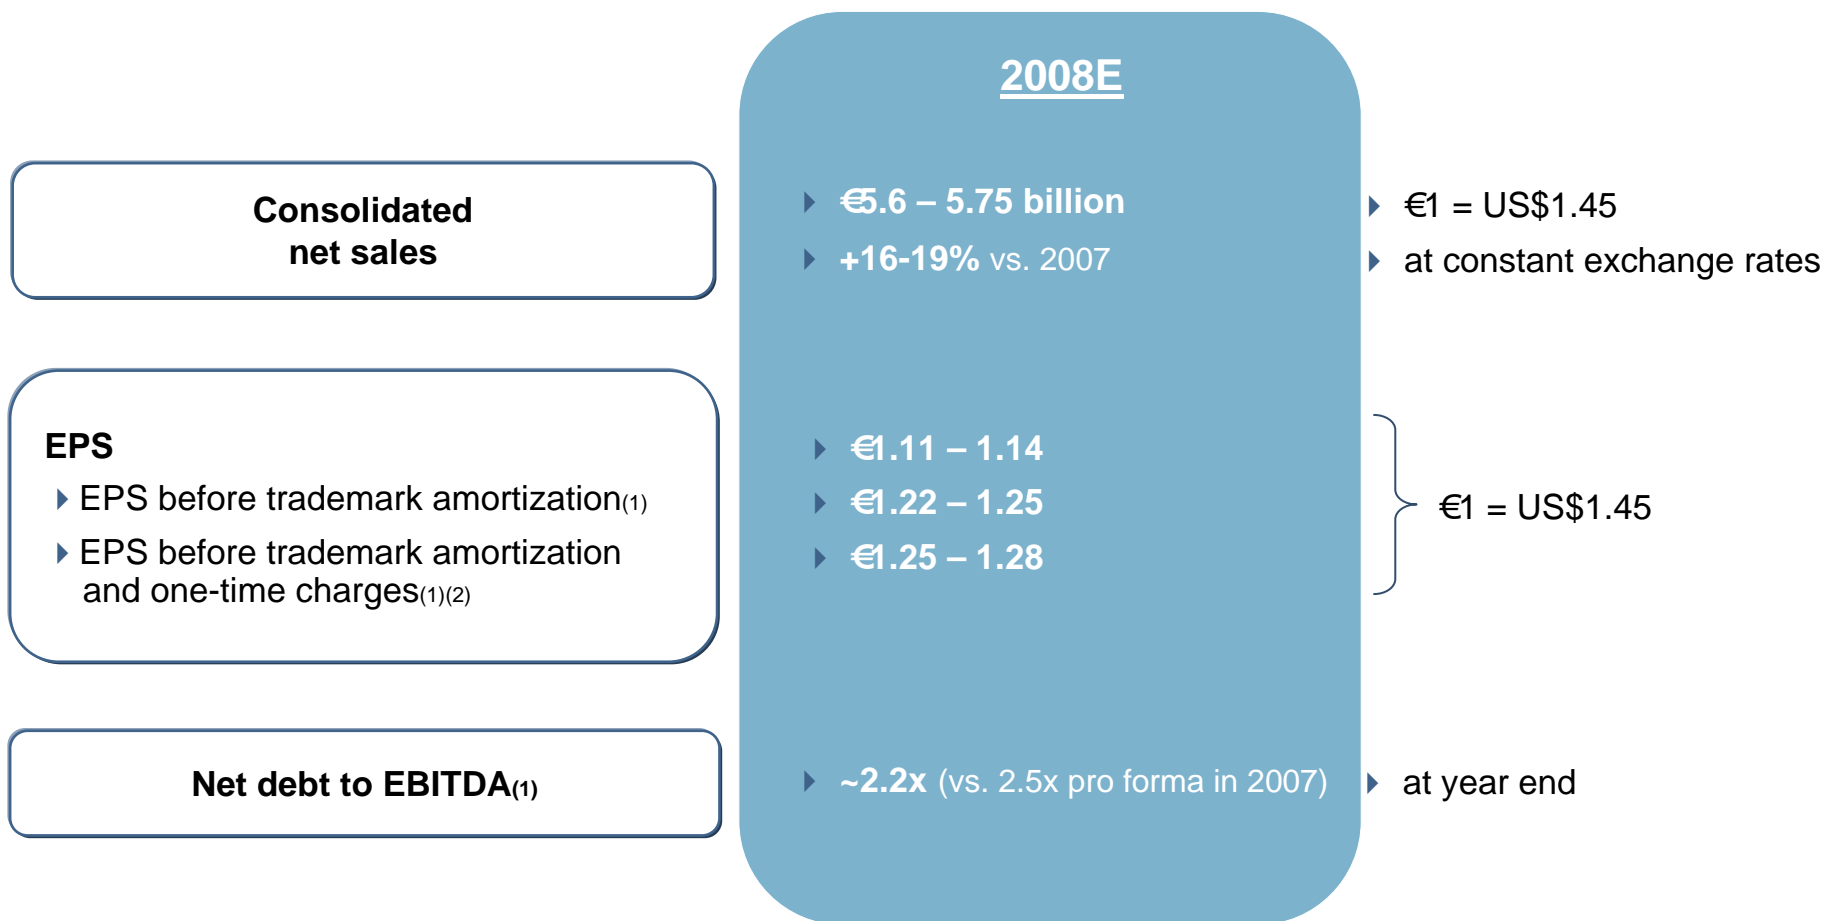 2008E
Consolidated
net sales
€5.6 – 5.75 billion
+16-19% vs. 2007
€1 = US$1.45
at constant exchange rates
EPS
EPS before trademark amortization(1)
EPS before trademark amortization
and one-time charges(1)(2)
€1.11 – 1.14
€1.22 – 1.25
€1.25 – 1.28
€1 = US$1.45
Net debt to EBITDA(1)
~2.2x (vs. 2.5x pro forma in 2007)
at year end